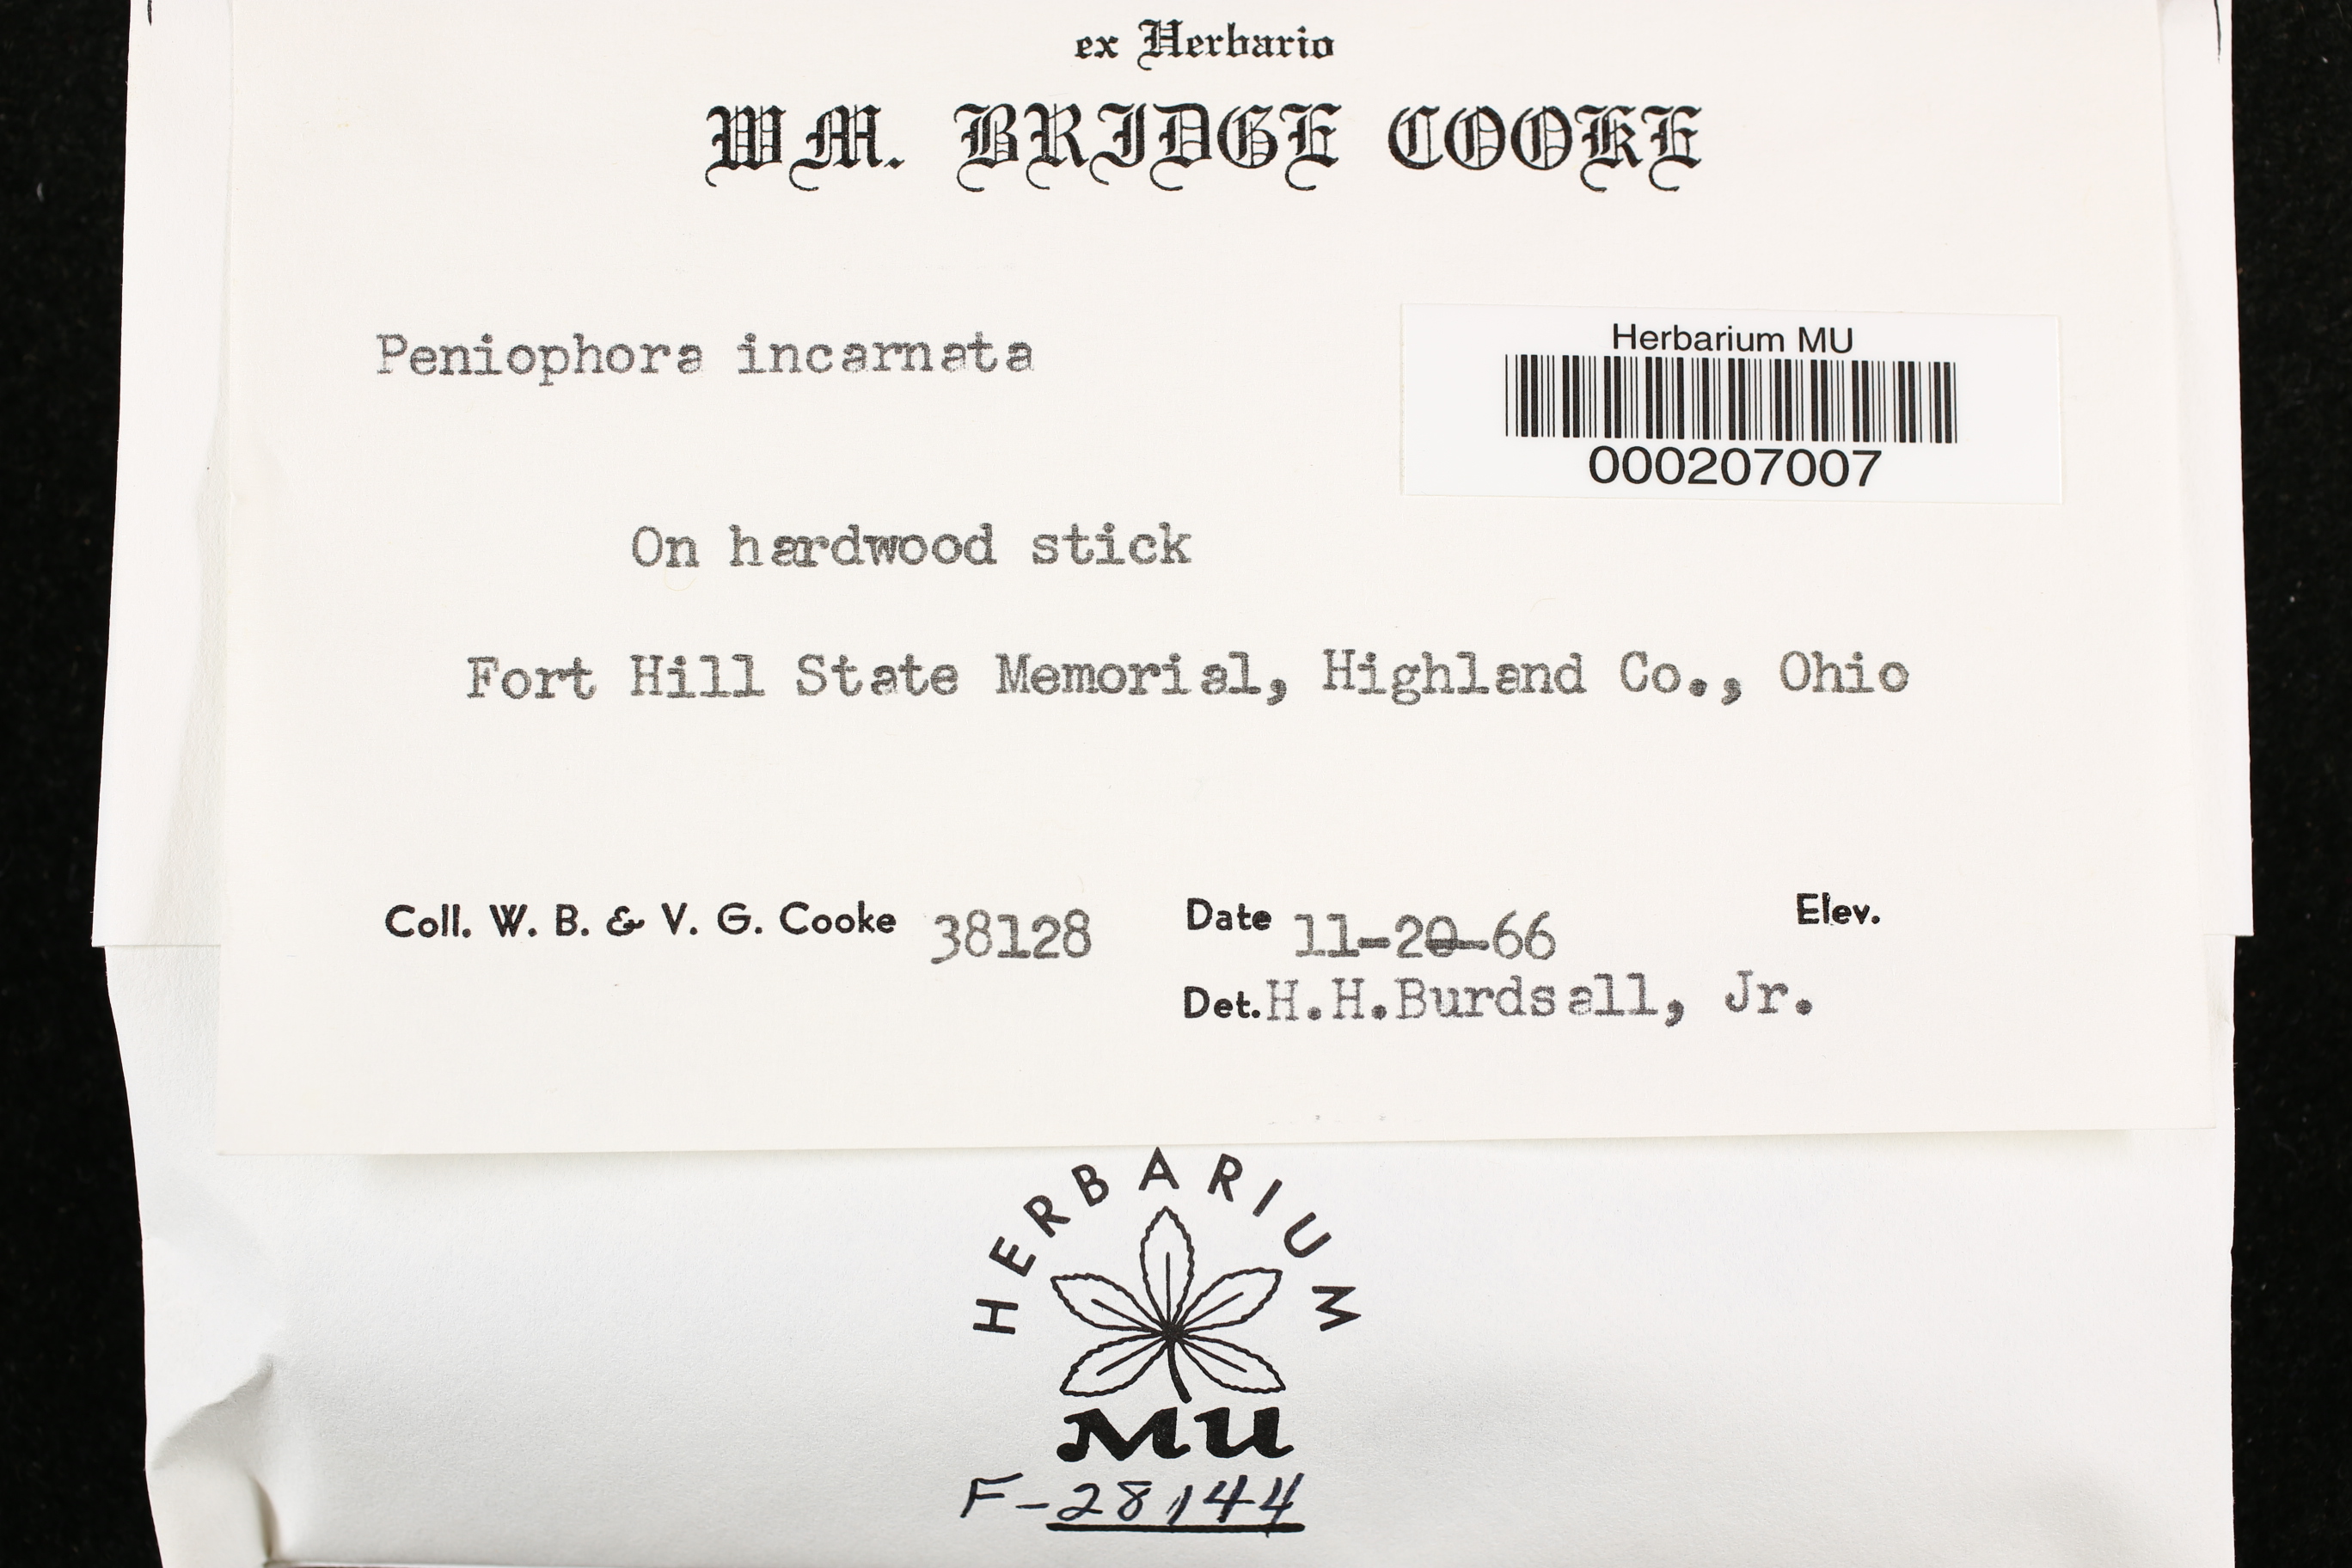 ex Herbario
WM. BRIDGE COOKE
Peniophora incarnata
Herbarium MU
000207007
On hardwood stick
Fort Hill State Memorial, Highland Co., Ohio
Coll. W. B. & V. G. Cooke 38128 Date 11-20-66 Elev.
Det. H.H.Burdsall, Jr.
HERBARIUM
MU
F-28144